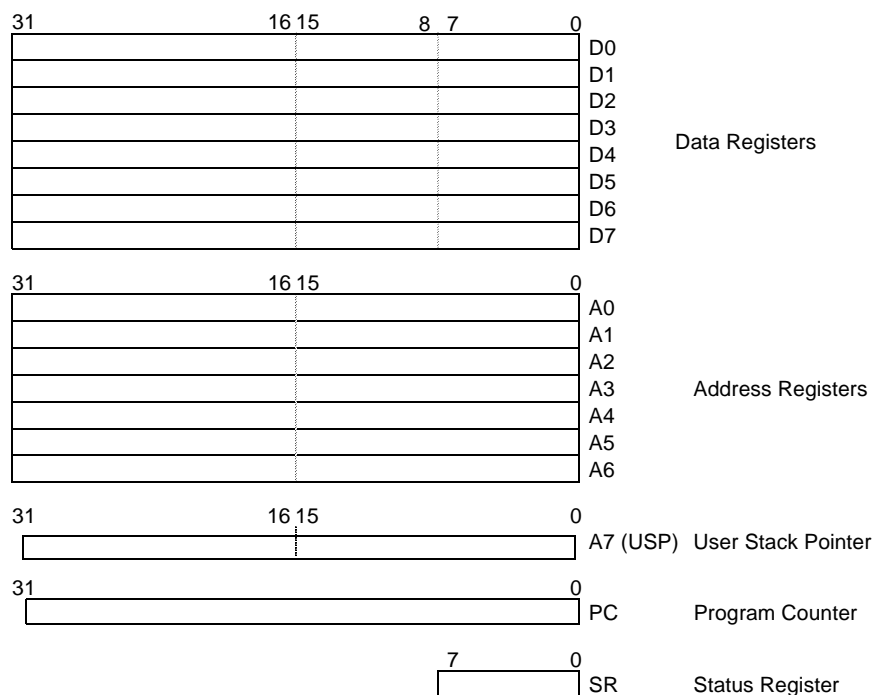 31 16 15 8 7 0
D0
D1
D2
D3
D4
D5
D6
D7
Data Registers
31 16 15 0
A0
A1
A2
A3
A4
A5
A6
Address Registers
31 16 15 0
A7 (USP) User Stack Pointer
31 0
PC Program Counter
7 0
SR Status Register